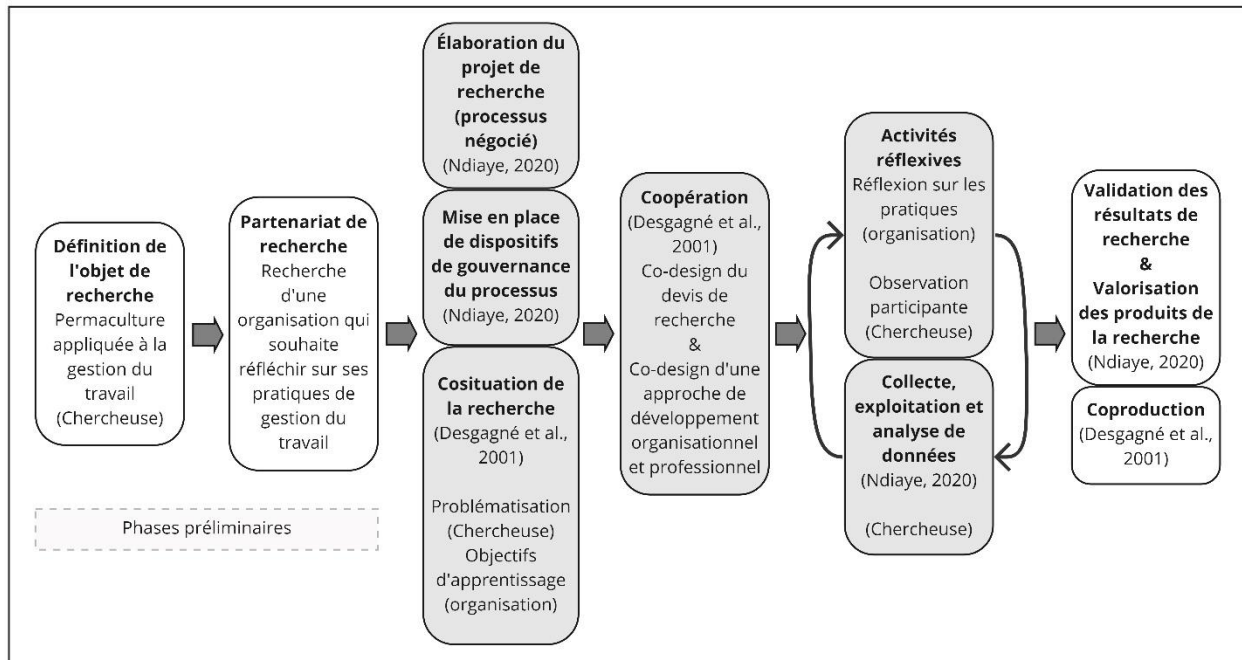 Définition de
l'objet de
recherche
Permaculture
appliquée à la
gestion du
travail
(Chercheuse)
Partenariat de
recherche
Recherche
d'une
organisation qui
souhaite
réfléchir sur ses
pratiques de
gestion du
travail
Phases préliminaires
Élaboration du
projet de
recherche
(processus
négocié)
(Ndiaye, 2020)
Mise en place
de dispositifs
de gouvernance
du processus
(Ndiaye, 2020)
Cosituation de
la recherche
(Desgagné et al.,
2001)
Problématisation
(Chercheuse)
Objectifs
d'apprentissage
(organisation)
Coopération
(Desgagné et al.,
2001)
Co-design du
devis de
recherche
&
Co-design d'une
approche de
développement
organisationnel
et professionnel
Activités
réflexives
Réflexion sur les
pratiques
(organisation)
Observation
participante
(Chercheuse)
Collecte,
exploitation et
analyse de
données
(Ndiaye, 2020)
(Chercheuse)
Validation des
résultats de
recherche
&
Valorisation
des produits de
la recherche
(Ndiaye, 2020)
Coproduction
(Desgagné et al.,
2001)